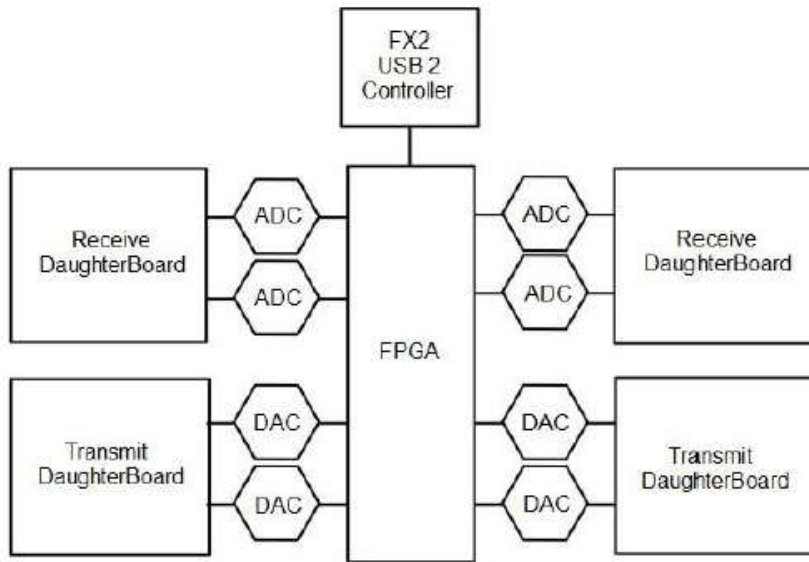 FX2
USB 2
Controller
ADC
ADC
Receive
DaughterBoard
Receive
DaughterBoard
ADC
ADC
FPGA
DAC
DAC
Transmit
DaughterBoard
Transmit
DaughterBoard
DAC
DAC